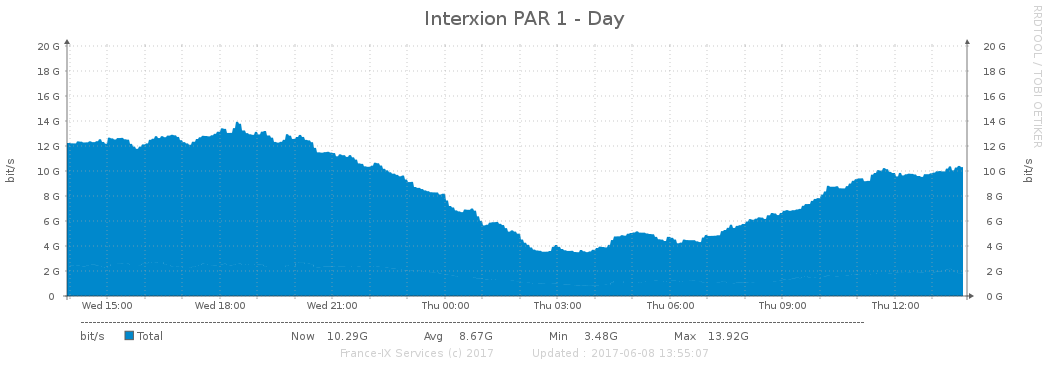 Interxion PAR 1 - Day
RRDTOOL / TOBI OETIKER
20 G 20 G
18 G 18 G
16 G 16 G
14 G 14 G
12 G 12 G
10 G 10 G
8 G 8 G
6 G 6 G
4 G 4 G
2 G 2 G
0 0 G
bit/s
bit/s
Wed 15:00 Wed 18:00 Wed 21:00 Thu 00:00 Thu 03:00 Thu 06:00 Thu 09:00 Thu 12:00
bit/s Total Now 10.29G Avg 8.67G Min 3.48G Max 13.92G
France-IX Services (c) 2017 Updated : 2017-06-08 13:55:07